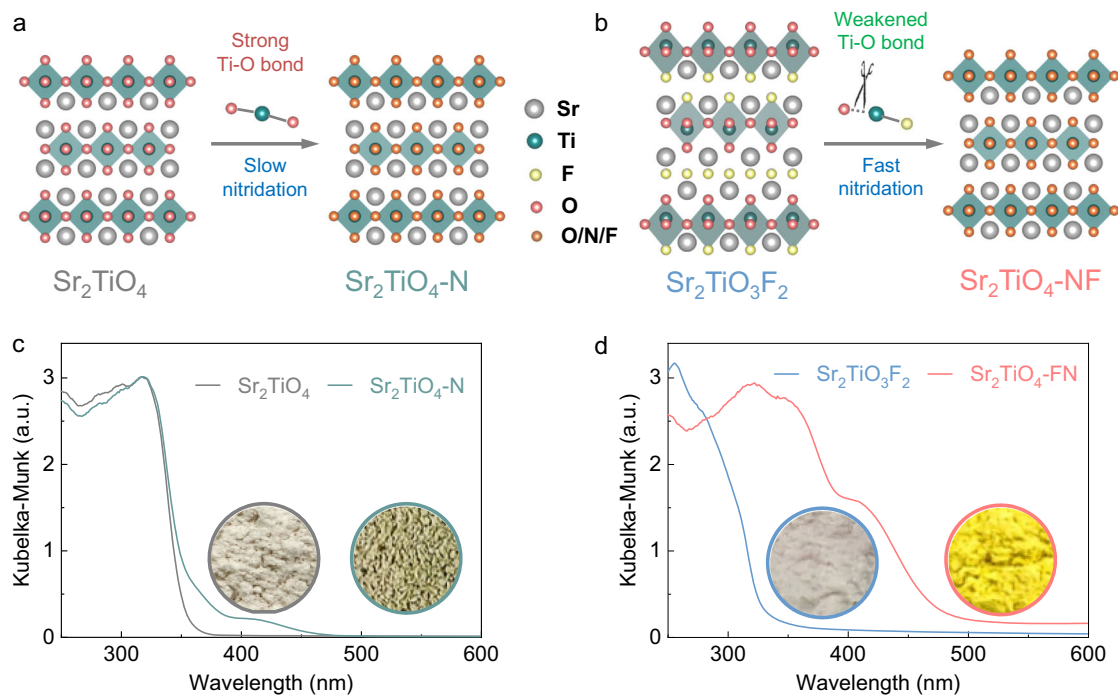 a
Strong
Ti-O bond
Slow
nitridation
Sr₂TiO₄
Sr₂TiO₄-N
Sr
Ti
F
O
O/N/F
b
Weakened
Ti-O bond
Fast
nitridation
Sr₂TiO₃F₂
Sr₂TiO₄-NF
c
Sr₂TiO₄
Sr₂TiO₄-N
3
2
1
0
300
400
500
600
Kubelka-Munk (a.u.)
Wavelength (nm)
d
Sr₂TiO₃F₂
Sr₂TiO₄-FN
3
2
1
0
300
400
500
600
Kubelka-Munk (a.u.)
Wavelength (nm)